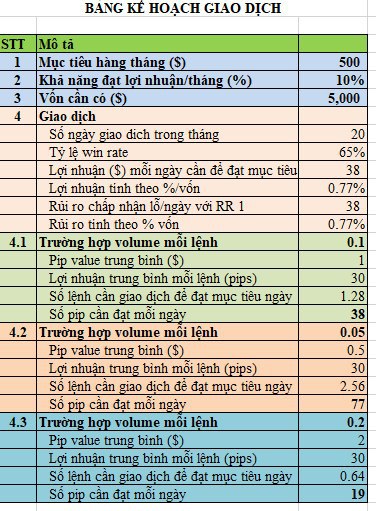 BANG KẾ HOẠCH GIAO DỊCH
STT Mô tả
1 Mục tiêu hàng tháng ($) 500
2 Khả năng đạt lợi nhuận/tháng (%) 10%
3 Vốn cần có ($) 5,000
4 Giao dịch
Số ngày giao dich trong tháng 20
Tỷ lệ win rate 65%
Lợi nhuận ($) mỗi ngày cần để đạt mục tiêu 38
Lợi nhuận tính theo %/vốn 0.77%
Rủi ro chấp nhận lỗ/ngày với RR 1 38
Rủi ro tính theo % vốn 0.77%
4.1 Trường hợp volume mỗi lệnh 0.1
Pip value trung bình ($) 1
Lợi nhuận trung bình mỗi lệnh (pips) 30
Số lệnh cần giao dịch để đạt mục tiêu ngày 1.28
Số pip cần đạt mỗi ngày 38
4.2 Trường hợp volume mỗi lệnh 0.05
Pip value trung bình ($) 0.5
Lợi nhuận trung bình mỗi lệnh (pips) 30
Số lệnh cần giao dịch để đạt mục tiêu ngày 2.56
Số pip cần đạt mỗi ngày 77
4.3 Trường hợp volume mỗi lệnh 0.2
Pip value trung bình ($) 2
Lợi nhuận trung bình mỗi lệnh (pips) 30
Số lệnh cần giao dịch để đạt mục tiêu ngày 0.64
Số pip cần đạt mỗi ngày 19